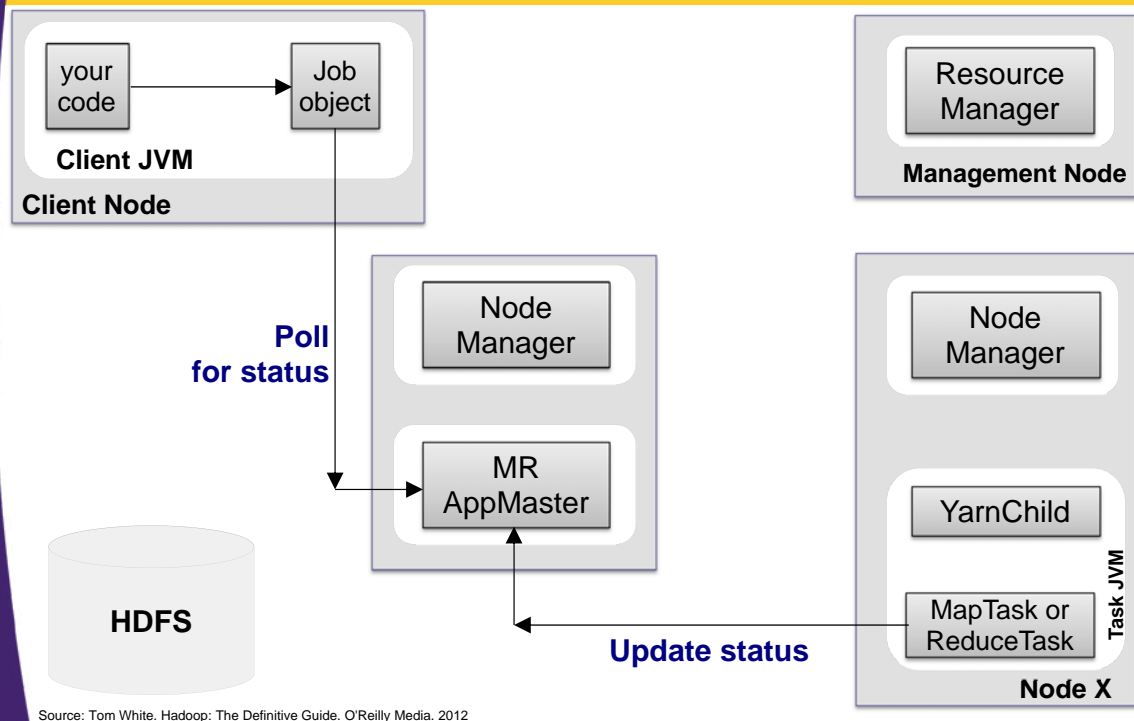 your
code
Job
object
Client JVM
Client Node
Resource
Manager
Management Node
Poll
for status
Node
Manager
MR
AppMaster
Node
Manager
YarnChild
MapTask or
ReduceTask
Task JVM
Node X
Update status
HDFS
Source: Tom White. Hadoop: The Definitive Guide. O'Reilly Media. 2012